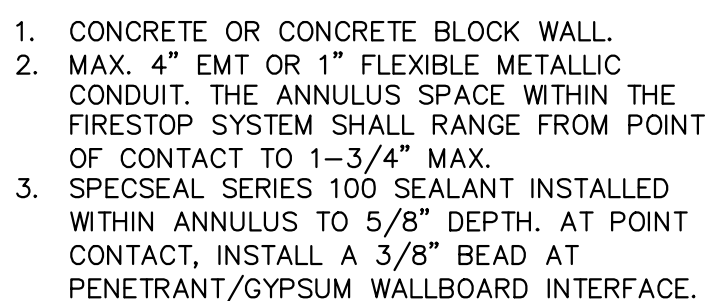 1. CONCRETE OR CONCRETE BLOCK WALL.
2. MAX. 4" EMT OR 1" FLEXIBLE METALLIC
CONDUIT. THE ANNULUS SPACE WITHIN THE
FIRESTOP SYSTEM SHALL RANGE FROM POINT
OF CONTACT TO 1-3/4" MAX.
3. SPECSEAL SERIES 100 SEALANT INSTALLED
WITHIN ANNULUS TO 5/8" DEPTH. AT POINT
CONTACT, INSTALL A 3/8" BEAD AT
PENETRANT/GYPSUM WALLBOARD INTERFACE.